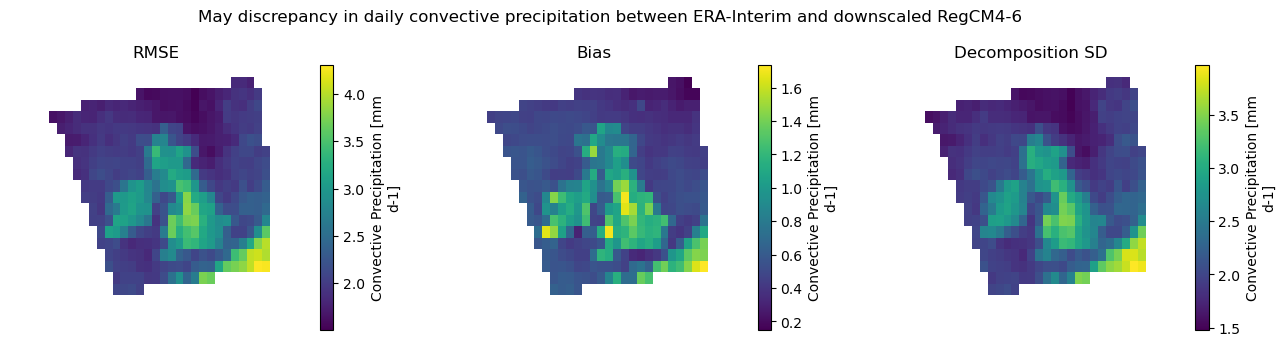 May discrepancy in daily convective precipitation between ERA-Interim and downscaled RegCM4-6
RMSE
4.0
3.5
3.0
2.5
2.0
Convective Precipitation [mm
d-1]
Bias
1.6
1.4
1.2
1.0
0.8
0.6
0.4
0.2
Convective Precipitation [mm
d-1]
Decomposition SD
3.5
3.0
2.5
2.0
1.5
Convective Precipitation [mm
d-1]